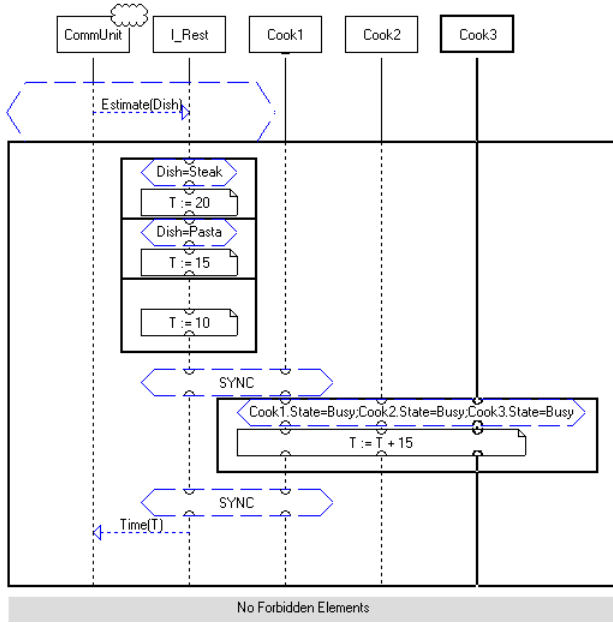 CommUnit I_Rest Cook1 Cook2 Cook3
Estimate(Dish)
Dish=Steak
T := 20
Dish=Pasta
T := 15
T := 10
SYNC
Cook1.State=Busy;Cook2.State=Busy;Cook3.State=Busy
T := T + 15
SYNC
Time(T)
No Forbidden Elements